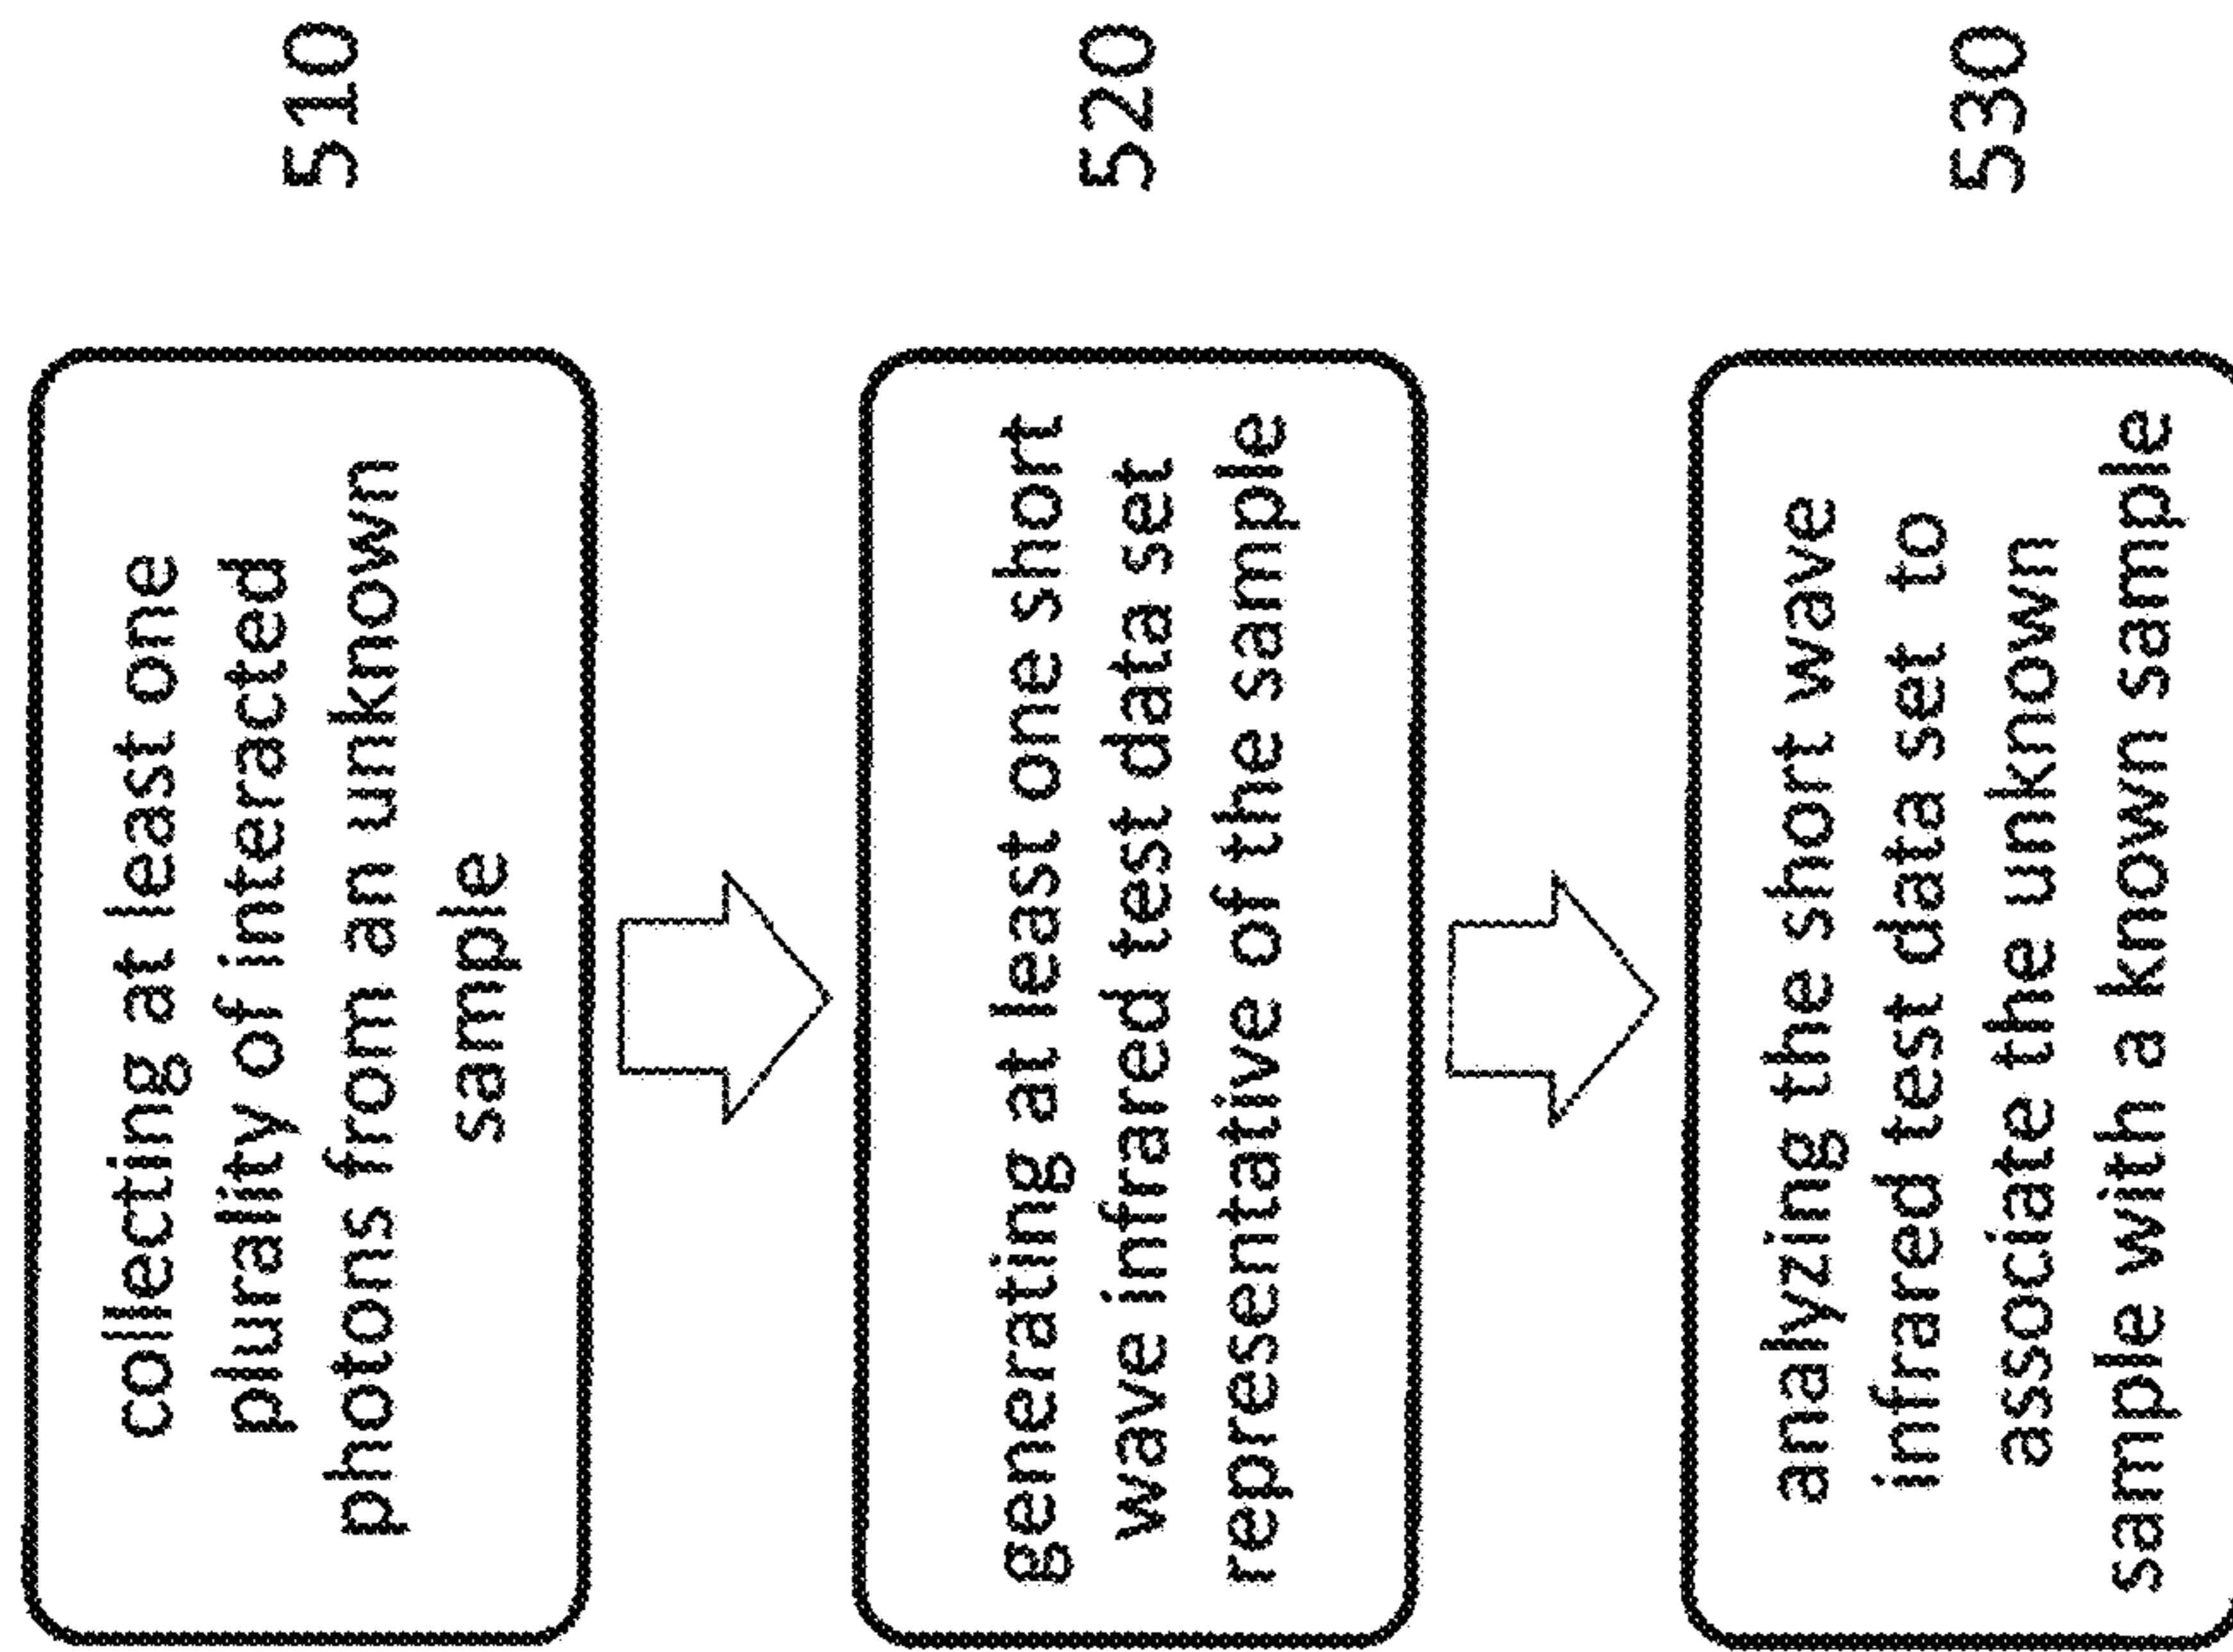 collecting at least one
plurality of interacted
photons from an unknown
sample
510
generating at least one short
wave infrared test data set
representative of the sample
520
analyzing the short wave
infrared test data set to
associate the unknown
sample with a known sample
530